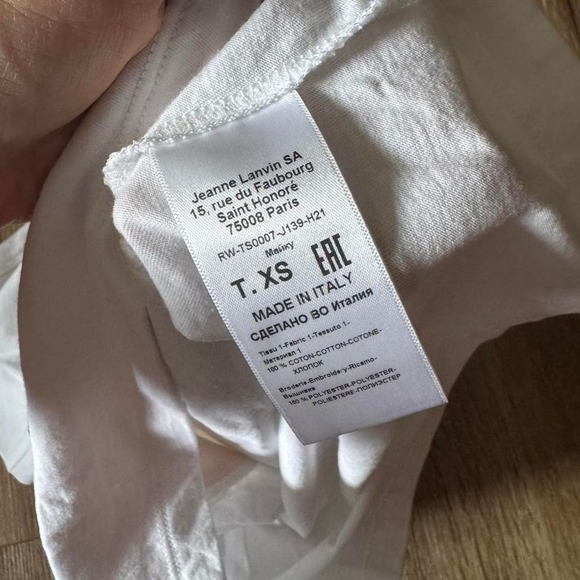 Jeanne Lanvin SA
15, rue du Faubourg
Saint Honoré
75008 Paris
RW-TS0007-J139-H21
Майку
T. XS EAC
MADE IN ITALY
СДЕЛАНО ВО Италия
Tissu 1-Fabric 1-Tessuto 1-
Материал 1
100 % COTON-COTTON-COTONE-
ХЛОПОК
Broderie-Embroidery-Ricamo-
Вышивка
100 % POLYESTER-POLYESTER-
POLIESTERE-ПОЛИЭСТЕР